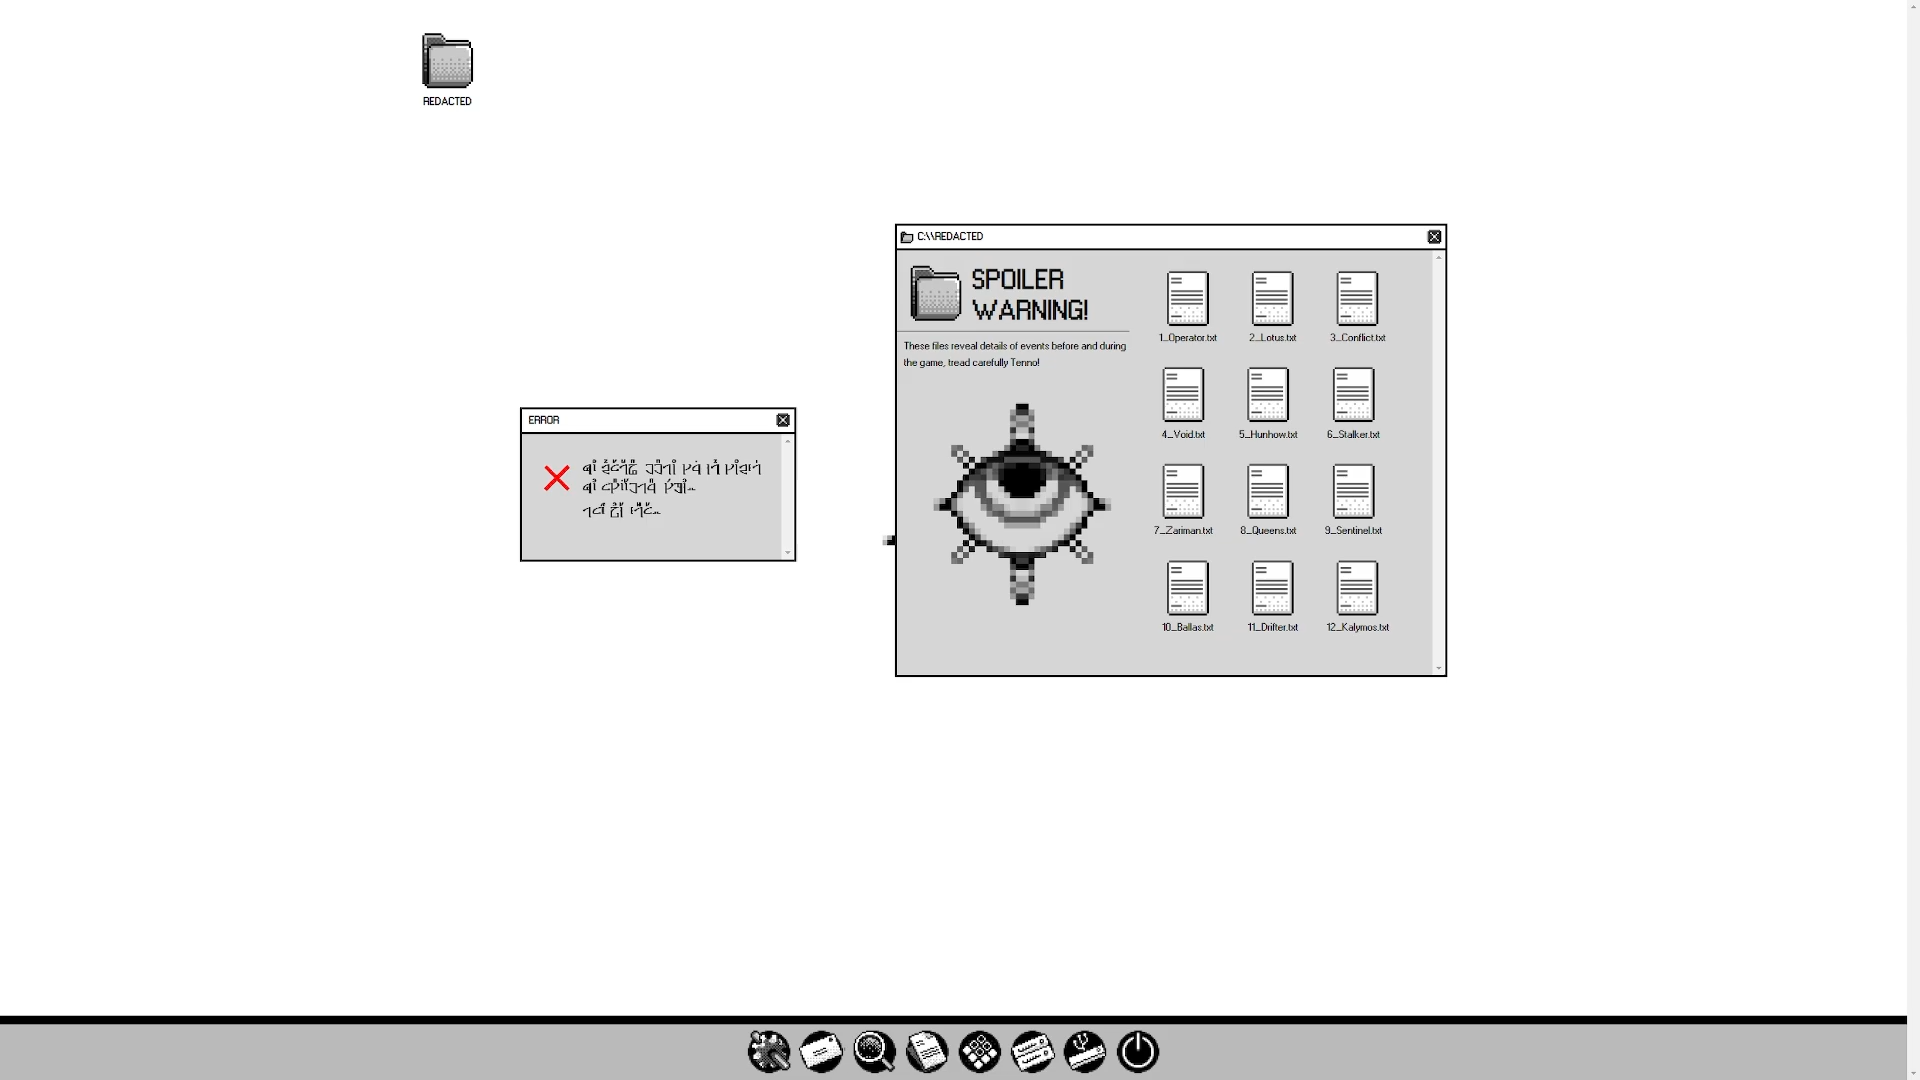 REDACTED
C:\\REDACTED
SPOILER
WARNING!
These files reveal details of events before and during
the game, tread carefully Tenno!
1_Operator.txt
2_Lotus.txt
3_Conflict.txt
4_Void.txt
5_Hunhow.txt
6_Stalker.txt
7_Zariman.txt
8_Queens.txt
9_Sentinel.txt
10_Ballas.txt
11_Drifter.txt
12_Kalymos.txt
ERROR